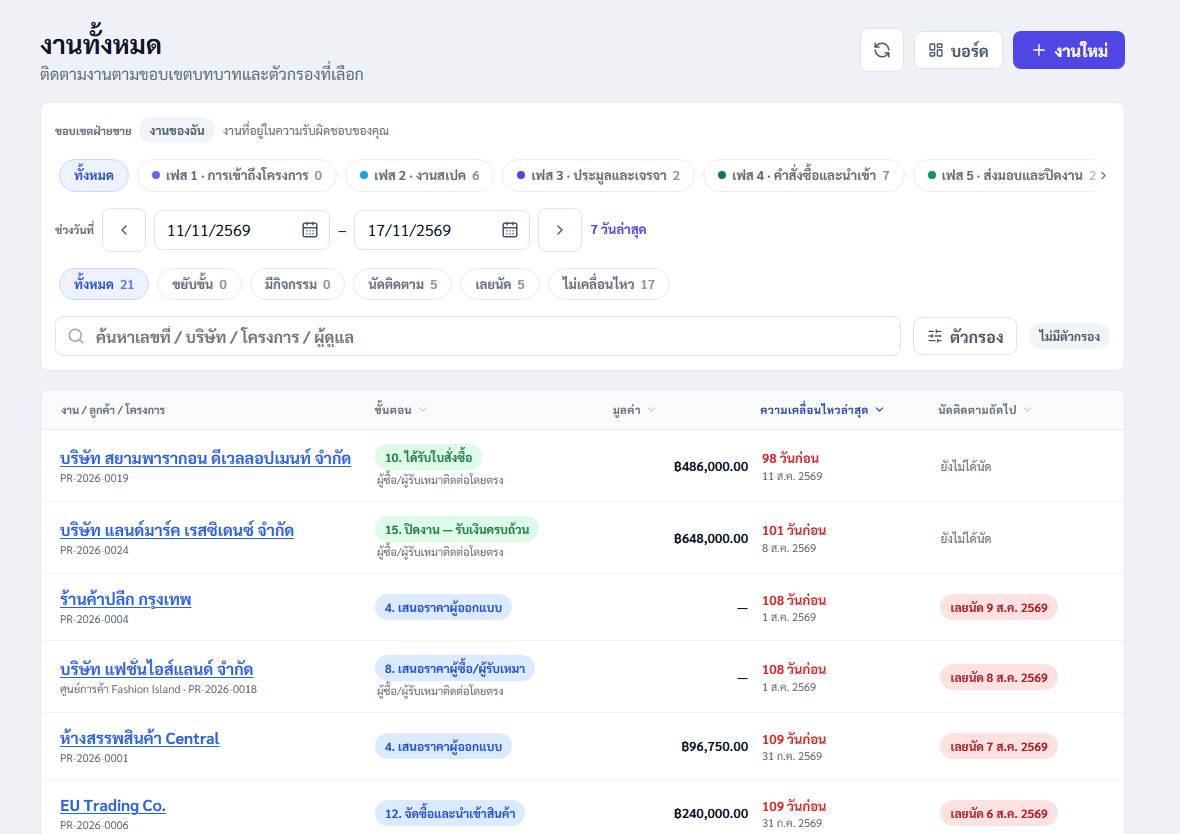 งานทั้งหมด
ติดตามงานตามขอบเขตบทบาทและตัวกรองที่เลือก
บอร์ด
+ งานใหม่
ขอบเขตฝ่ายขาย งานของฉัน งานที่อยู่ในความรับผิดชอบของคุณ
ทั้งหมด เฟส 1 · การเข้าถึงโครงการ 0 เฟส 2 · งานสเปค 6 เฟส 3 · ประมูลและเจรจา 2 เฟส 4 · คำสั่งซื้อและนำเข้า 7 เฟส 5 · ส่งมอบและปิดงาน 2
ช่วงวันที่ 11/11/2569 – 17/11/2569 7 วันล่าสุด
ทั้งหมด 21 ขยับขั้น 0 มีกิจกรรม 0 นัดติดตาม 5 เลยนัด 5 ไม่เคลื่อนไหว 17
ค้นหาเลขที่ / บริษัท / โครงการ / ผู้ดูแล ตัวกรอง ไม่มีตัวกรอง
งาน / ลูกค้า / โครงการ ขั้นตอน มูลค่า ความเคลื่อนไหวล่าสุด นัดติดตามถัดไป
บริษัท สยามพารากอน ดีเวลลอปเมนท์ จำกัด 10. ได้รับใบสั่งซื้อ ฿486,000.00 98 วันก่อน ยังไม่ได้นัด
PR-2026-0019 ผู้ซื้อ/ผู้รับเหมาติดต่อโดยตรง 11 ส.ค. 2569
บริษัท แลนด์มาร์ค เรสซิเดนซ์ จำกัด 15. ปิดงาน — รับเงินครบถ้วน ฿648,000.00 101 วันก่อน ยังไม่ได้นัด
PR-2026-0024 ผู้ซื้อ/ผู้รับเหมาติดต่อโดยตรง 8 ส.ค. 2569
ร้านค้าปลีก กรุงเทพ 4. เสนอราคาผู้ออกแบบ — 108 วันก่อน เลยนัด 9 ส.ค. 2569
PR-2026-0004 1 ส.ค. 2569
บริษัท แฟชั่นไอส์แลนด์ จำกัด 8. เสนอราคาผู้ซื้อ/ผู้รับเหมา — 108 วันก่อน เลยนัด 8 ส.ค. 2569
ศูนย์การค้า Fashion Island · PR-2026-0018 ผู้ซื้อ/ผู้รับเหมาติดต่อโดยตรง 1 ส.ค. 2569
ห้างสรรพสินค้า Central 4. เสนอราคาผู้ออกแบบ ฿96,750.00 109 วันก่อน เลยนัด 7 ส.ค. 2569
PR-2026-0001 31 ก.ค. 2569
EU Trading Co. 12. จัดซื้อและนำเข้าสินค้า ฿240,000.00 109 วันก่อน เลยนัด 6 ส.ค. 2569
PR-2026-0006 31 ก.ค. 2569